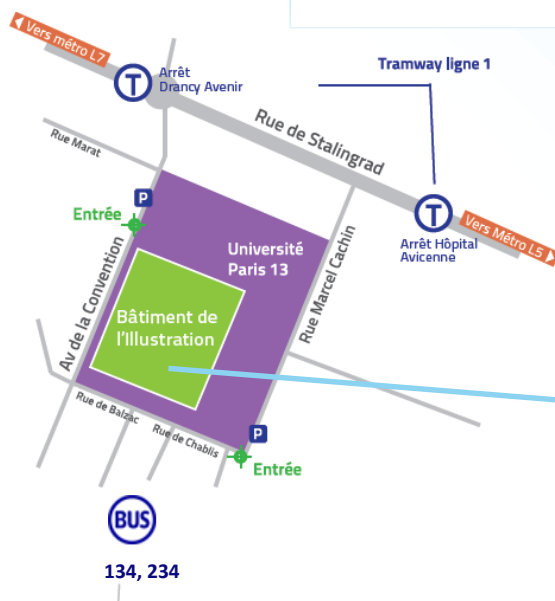 Vers métro L7
T
Arrêt
Drancy Avenir
Tramway ligne 1
Rue de Stalingrad
Rue Marat
P
Entrée
T
Vers Métro L5
Arrêt Hôpital
Avicenne
Université
Paris 13
Av de la Convention
Rue Marcel Cachin
Bâtiment de
l'Illustration
Rue de Balzac
Rue de Chablis
P
Entrée
BUS
134, 234